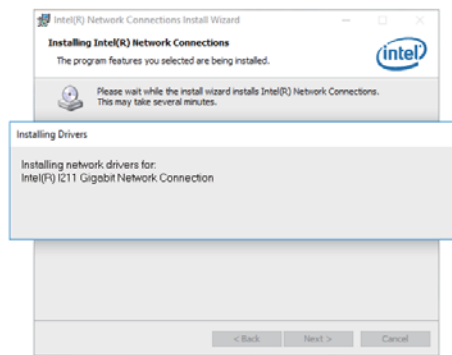 Intel(R) Network Connections Install Wizard
Installing Intel(R) Network Connections
The program features you selected are being installed.
intel
Please wait while the install wizard installs Intel(R) Network Connections.
This may take several minutes.
Installing Drivers
Installing network drivers for:
Intel(R) I211 Gigabit Network Connection
< Back
Next >
Cancel